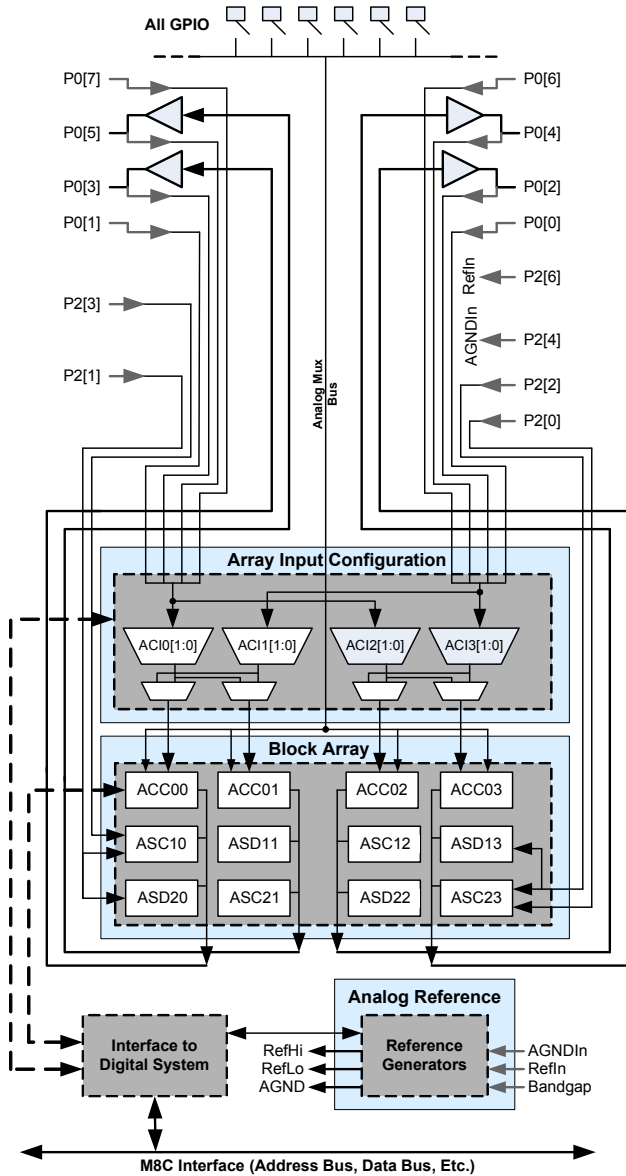 All GPIO
P0[7]
P0[6]
P0[5]
P0[4]
P0[3]
P0[2]
P0[1]
P0[0]
RefIn
P2[6]
P2[3]
AGNDIn
P2[4]
P2[1]
P2[2]
P2[0]
Analog Mux
Bus
Array Input Configuration
ACI0[1:0]
ACI1[1:0]
ACI2[1:0]
ACI3[1:0]
Block Array
ACC00
ACC01
ACC02
ACC03
ASC10
ASD11
ASC12
ASD13
ASD20
ASC21
ASD22
ASC23
Analog Reference
Interface to
Digital System
RefHi
RefLo
AGND
Reference
Generators
AGNDIn
RefIn
Bandgap
M8C Interface (Address Bus, Data Bus, Etc.)